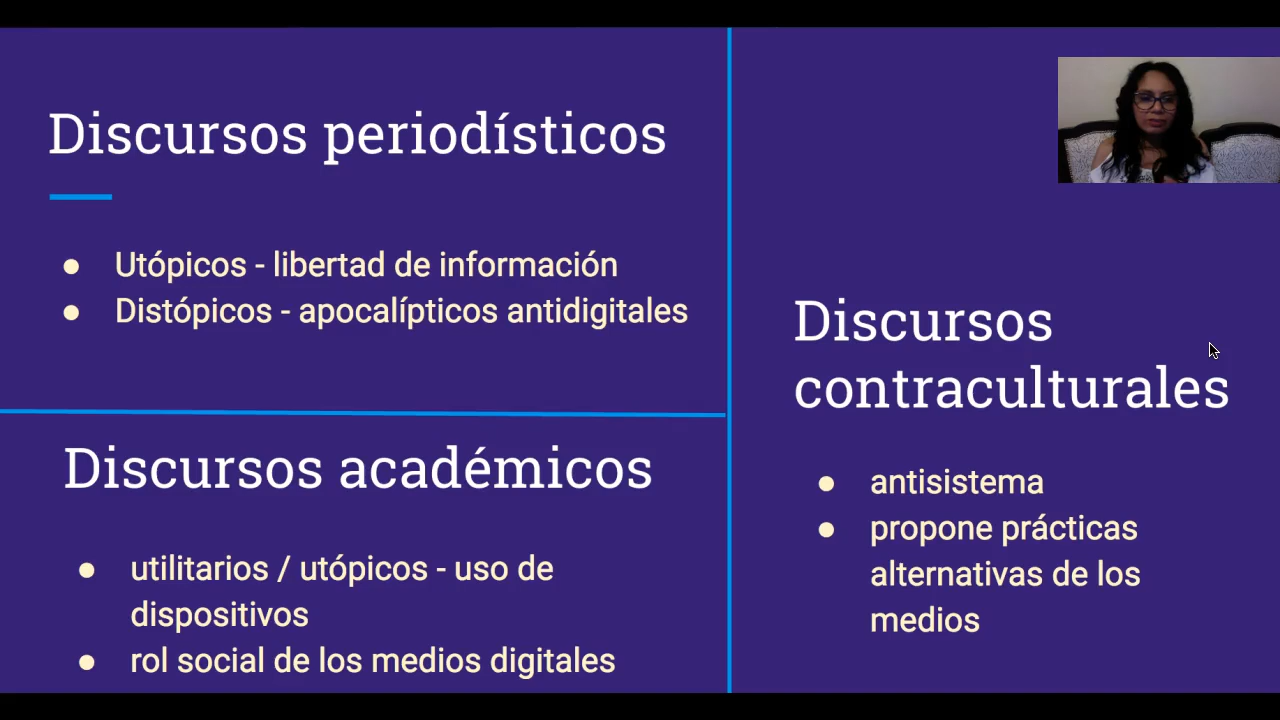 Discursos periodísticos
● Utópicos - libertad de información
● Distópicos - apocalípticos antidigitales
Discursos académicos
● utilitarios / utópicos - uso de
dispositivos
● rol social de los medios digitales
Discursos
contraculturales
● antisistema
● propone prácticas
alternativas de los
medios